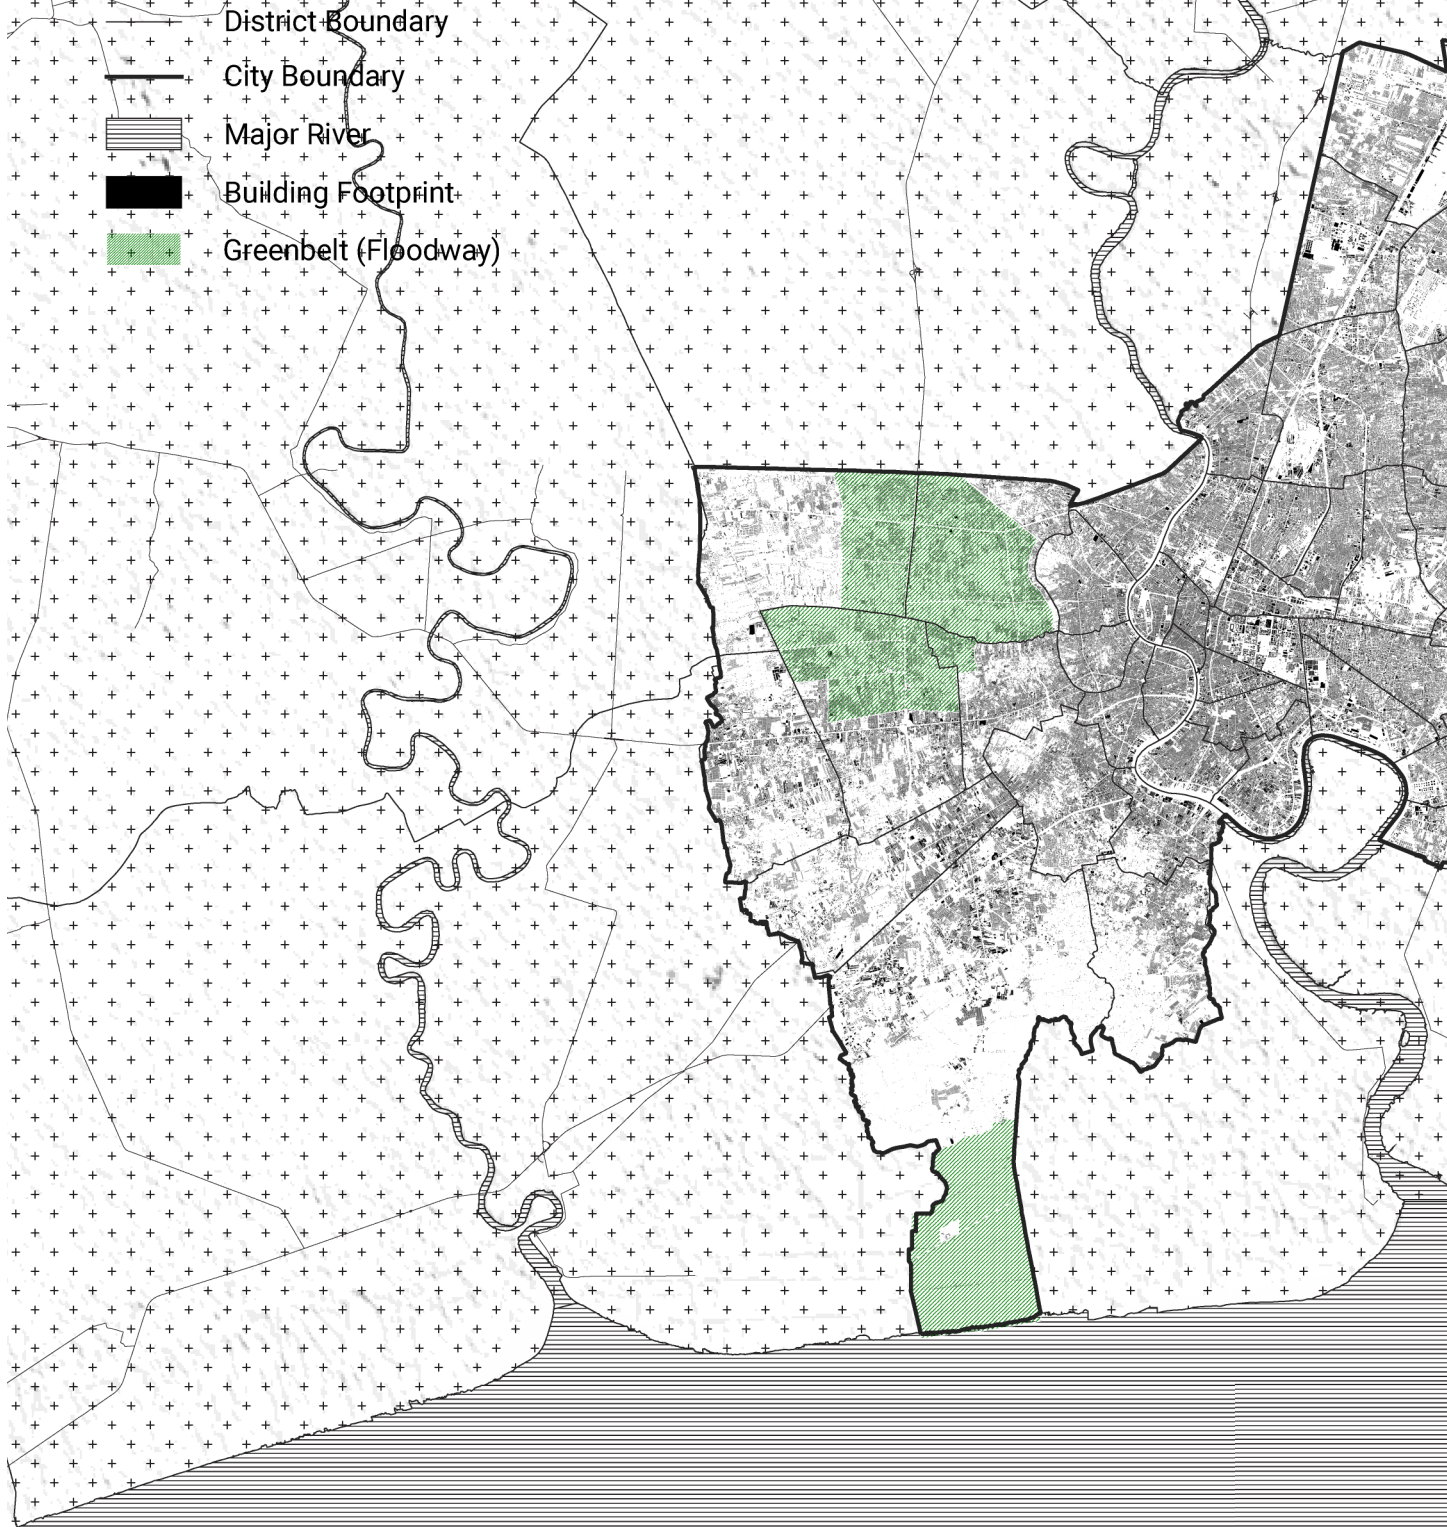 District Boundary
City Boundary
Major River
Building Footprint
Greenbelt (Floodway)